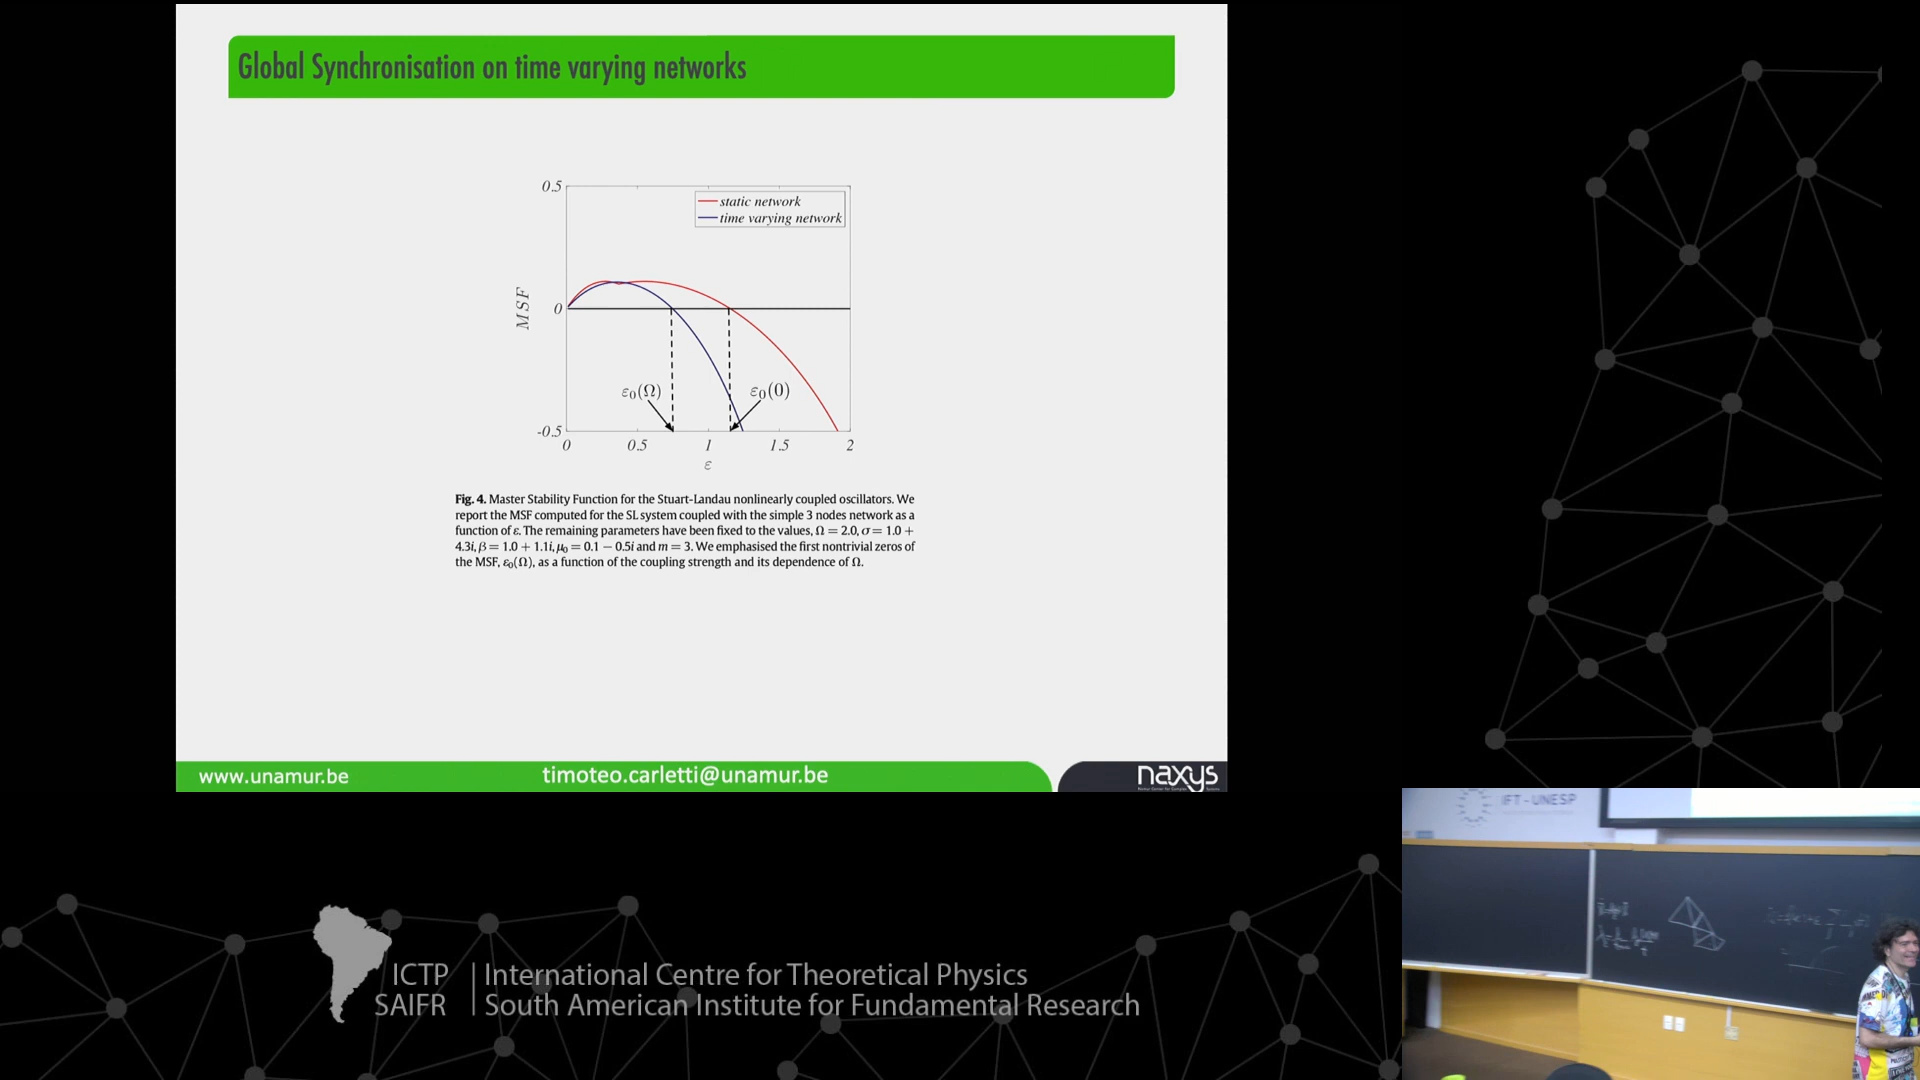 Global Synchronisation on time varying networks
0.5
static network
time varying network
MSF
0
ε₀(Ω)
ε₀(0)
-0.5
0
0.5
1
1.5
2
ε
Fig. 4. Master Stability Function for the Stuart-Landau nonlinearly coupled oscillators. We
report the MSF computed for the SL system coupled with the simple 3 nodes network as a
function of ε. The remaining parameters have been fixed to the values, Ω = 2.0, σ = 1.0 +
4.3i, β = 1.0 + 1.1i, μ₀ = 0.1 − 0.5i and m = 3. We emphasised the first nontrivial zeros of
the MSF, ε₀(Ω), as a function of the coupling strength and its dependence of Ω.
www.unamur.be
timoteo.carletti@unamur.be
naxys
IFT - UNESP
ICTP
SAIFR
International Centre for Theoretical Physics
South American Institute for Fundamental Research